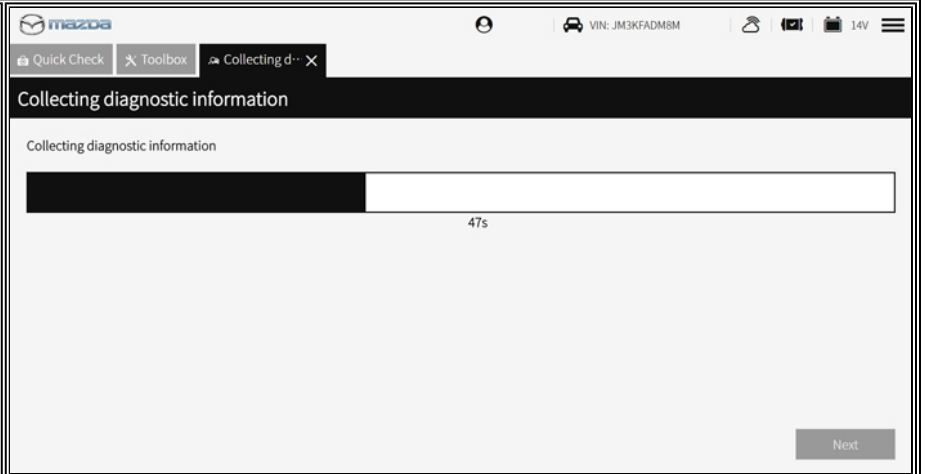 mazda
VIN: JM3KFADM8M
14V
Quick Check
Toolbox
Collecting d··
Collecting diagnostic information
Collecting diagnostic information
47s
Next